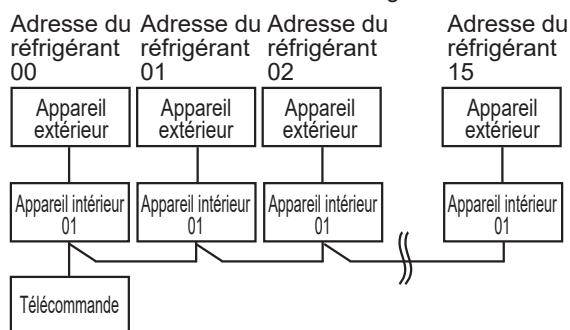 Adresse du réfrigérant 00
Adresse du réfrigérant 01
Adresse du réfrigérant 02
Adresse du réfrigérant 15
Appareil extérieur
Appareil extérieur
Appareil extérieur
Appareil extérieur
Appareil intérieur 01
Appareil intérieur 01
Appareil intérieur 01
Appareil intérieur 01
Télécommande